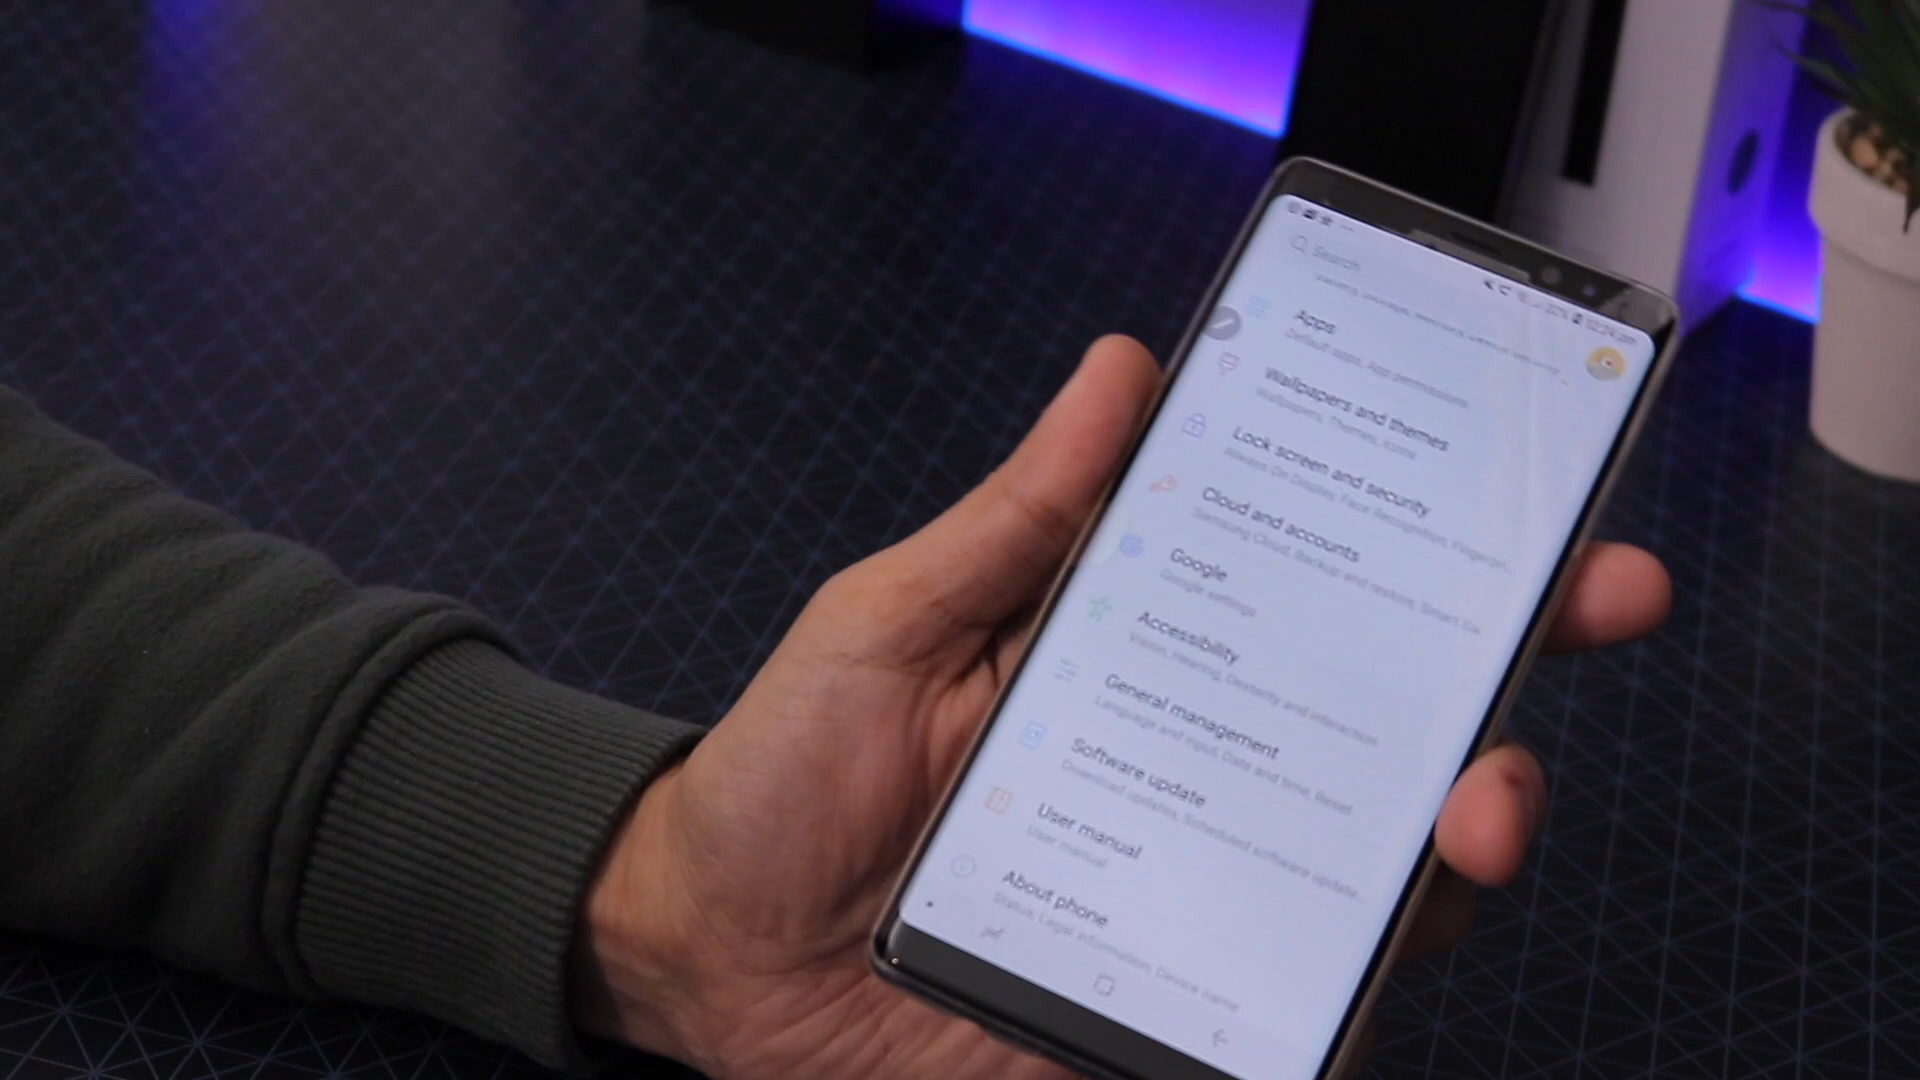 Search
Apps
Default apps, App permissions
Wallpapers and themes
Wallpapers, Themes, Icons
Lock screen and security
Always On Display, Face Recognition, Fingerpri...
Cloud and accounts
Samsung Cloud, Backup and restore, Smart Sw...
Google
Google settings
Accessibility
Vision, Hearing, Dexterity and interaction
General management
Language and input, Date and time, Reset
Software update
Download updates, Scheduled software update...
User manual
User manual
About phone
Status, Legal information, Device name